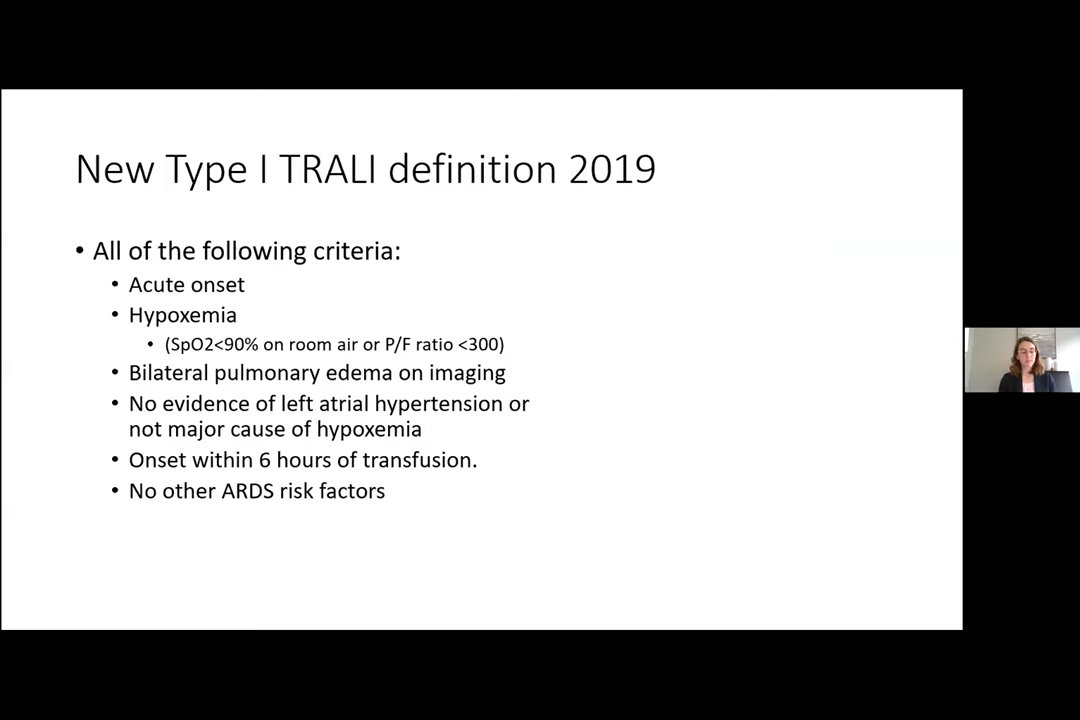 New Type I TRALI definition 2019
• All of the following criteria:
• Acute onset
• Hypoxemia
• (SpO2<90% on room air or P/F ratio <300)
• Bilateral pulmonary edema on imaging
• No evidence of left atrial hypertension or
not major cause of hypoxemia
• Onset within 6 hours of transfusion.
• No other ARDS risk factors